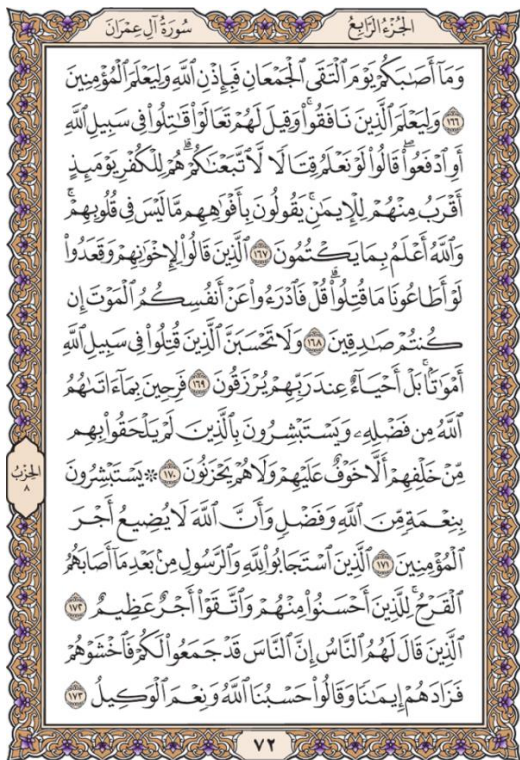 سُورَةُ آلِ عِمْرَانَ
الجُزْءُ الرَّابِعُ
وَمَآ أَصَٰبَكُمْ يَوْمَ ٱلْتَقَى ٱلْجَمْعَانِ فَبِإِذْنِ ٱللَّهِ وَلِيَعْلَمَ ٱلْمُؤْمِنِينَ
١٦٦ وَلِيَعْلَمَ ٱلَّذِينَ نَافَقُوا۟ ۚ وَقِيلَ لَهُمْ تَعَالَوْا۟ قَٰتِلُوا۟ فِى سَبِيلِ ٱللَّهِ
أَوِ ٱدْفَعُوا۟ ۖ قَالُوا۟ لَوْ نَعْلَمُ قِتَالًا لَّٱتَّبَعْنَٰكُمْ ۗ هُمْ لِلْكُفْرِ يَوْمَئِذٍ
أَقْرَبُ مِنْهُمْ لِلْإِيمَٰنِ ۚ يَقُولُونَ بِأَفْوَٰهِهِم مَّا لَيْسَ فِى قُلُوبِهِمْ ۗ
وَٱللَّهُ أَعْلَمُ بِمَا يَكْتُمُونَ ١٦٧ ٱلَّذِينَ قَالُوا۟ لِإِخْوَٰنِهِمْ وَقَعَدُوا۟
لَوْ أَطَاعُونَا مَا قُتِلُوا۟ ۗ قُلْ فَٱدْرَءُوا۟ عَنْ أَنفُسِكُمُ ٱلْمَوْتَ إِن
كُنتُمْ صَٰدِقِينَ ١٦٨ وَلَا تَحْسَبَنَّ ٱلَّذِينَ قُتِلُوا۟ فِى سَبِيلِ ٱللَّهِ
أَمْوَٰتًۢا ۚ بَلْ أَحْيَآءٌ عِندَ رَبِّهِمْ يُرْزَقُونَ ١٦٩ فَرِحِينَ بِمَآ ءَاتَىٰهُمُ
ٱللَّهُ مِن فَضْلِهِۦ وَيَسْتَبْشِرُونَ بِٱلَّذِينَ لَمْ يَلْحَقُوا۟ بِهِم
مِّنْ خَلْفِهِمْ أَلَّا خَوْفٌ عَلَيْهِمْ وَلَا هُمْ يَحْزَنُونَ ١٧٠ ۞ يَسْتَبْشِرُونَ
بِنِعْمَةٍ مِّنَ ٱللَّهِ وَفَضْلٍ وَأَنَّ ٱللَّهَ لَا يُضِيعُ أَجْرَ
ٱلْمُؤْمِنِينَ ١٧١ ٱلَّذِينَ ٱسْتَجَابُوا۟ لِلَّهِ وَٱلرَّسُولِ مِنۢ بَعْدِ مَآ أَصَابَهُمُ
ٱلْقَرْحُ ۚ لِلَّذِينَ أَحْسَنُوا۟ مِنْهُمْ وَٱتَّقَوْا۟ أَجْرٌ عَظِيمٌ ١٧٢
ٱلَّذِينَ قَالَ لَهُمُ ٱلنَّاسُ إِنَّ ٱلنَّاسَ قَدْ جَمَعُوا۟ لَكُمْ فَٱخْشَوْهُمْ
فَزَادَهُمْ إِيمَٰنًا وَقَالُوا۟ حَسْبُنَا ٱللَّهُ وَنِعْمَ ٱلْوَكِيلُ ١٧٣
الحِزْبُ
٨
٧٢